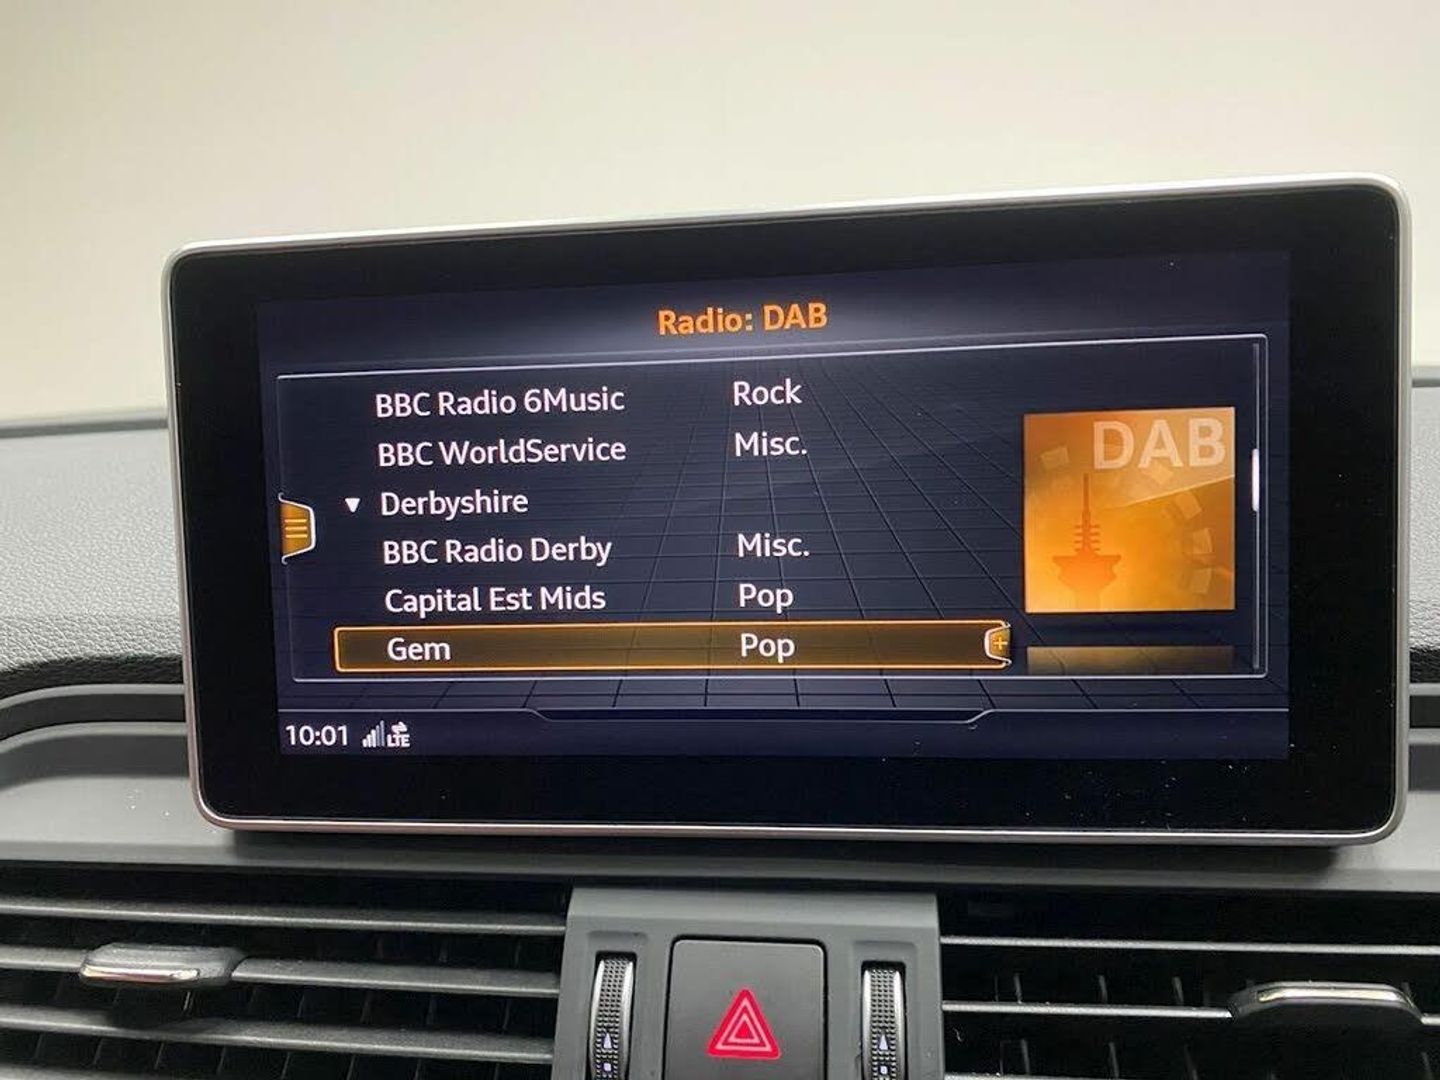 Radio: DAB
BBC Radio 6Music Rock
BBC WorldService Misc.
Derbyshire
BBC Radio Derby Misc.
Capital Est Mids Pop
Gem Pop
DAB
10:01 LTE